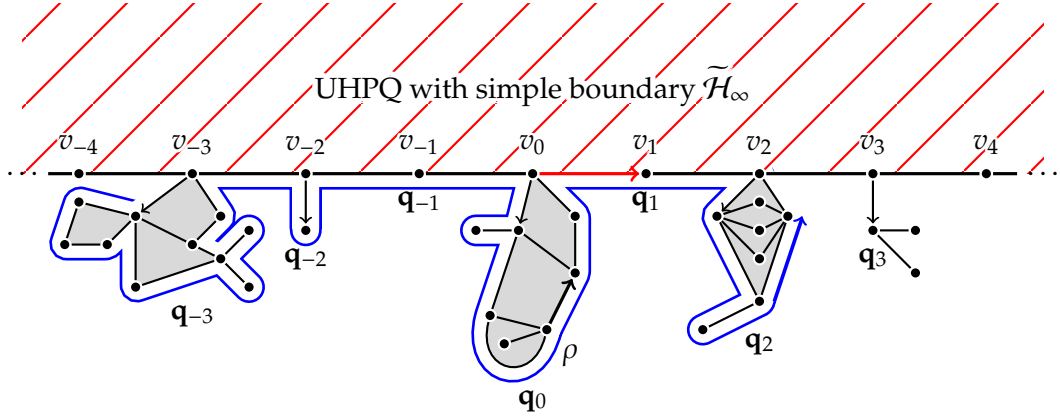 UHPQ with simple boundary $\widetilde{\mathcal{H}}_\infty$
$v_{-4}$ $v_{-3}$ $v_{-2}$ $v_{-1}$ $v_0$ $v_1$ $v_2$ $v_3$ $v_4$
$\mathbf{q}_{-1}$ $\mathbf{q}_1$
$\mathbf{q}_{-2}$ $\mathbf{q}_3$
$\mathbf{q}_{-3}$ $\mathbf{q}_2$
$\rho$
$\mathbf{q}_0$